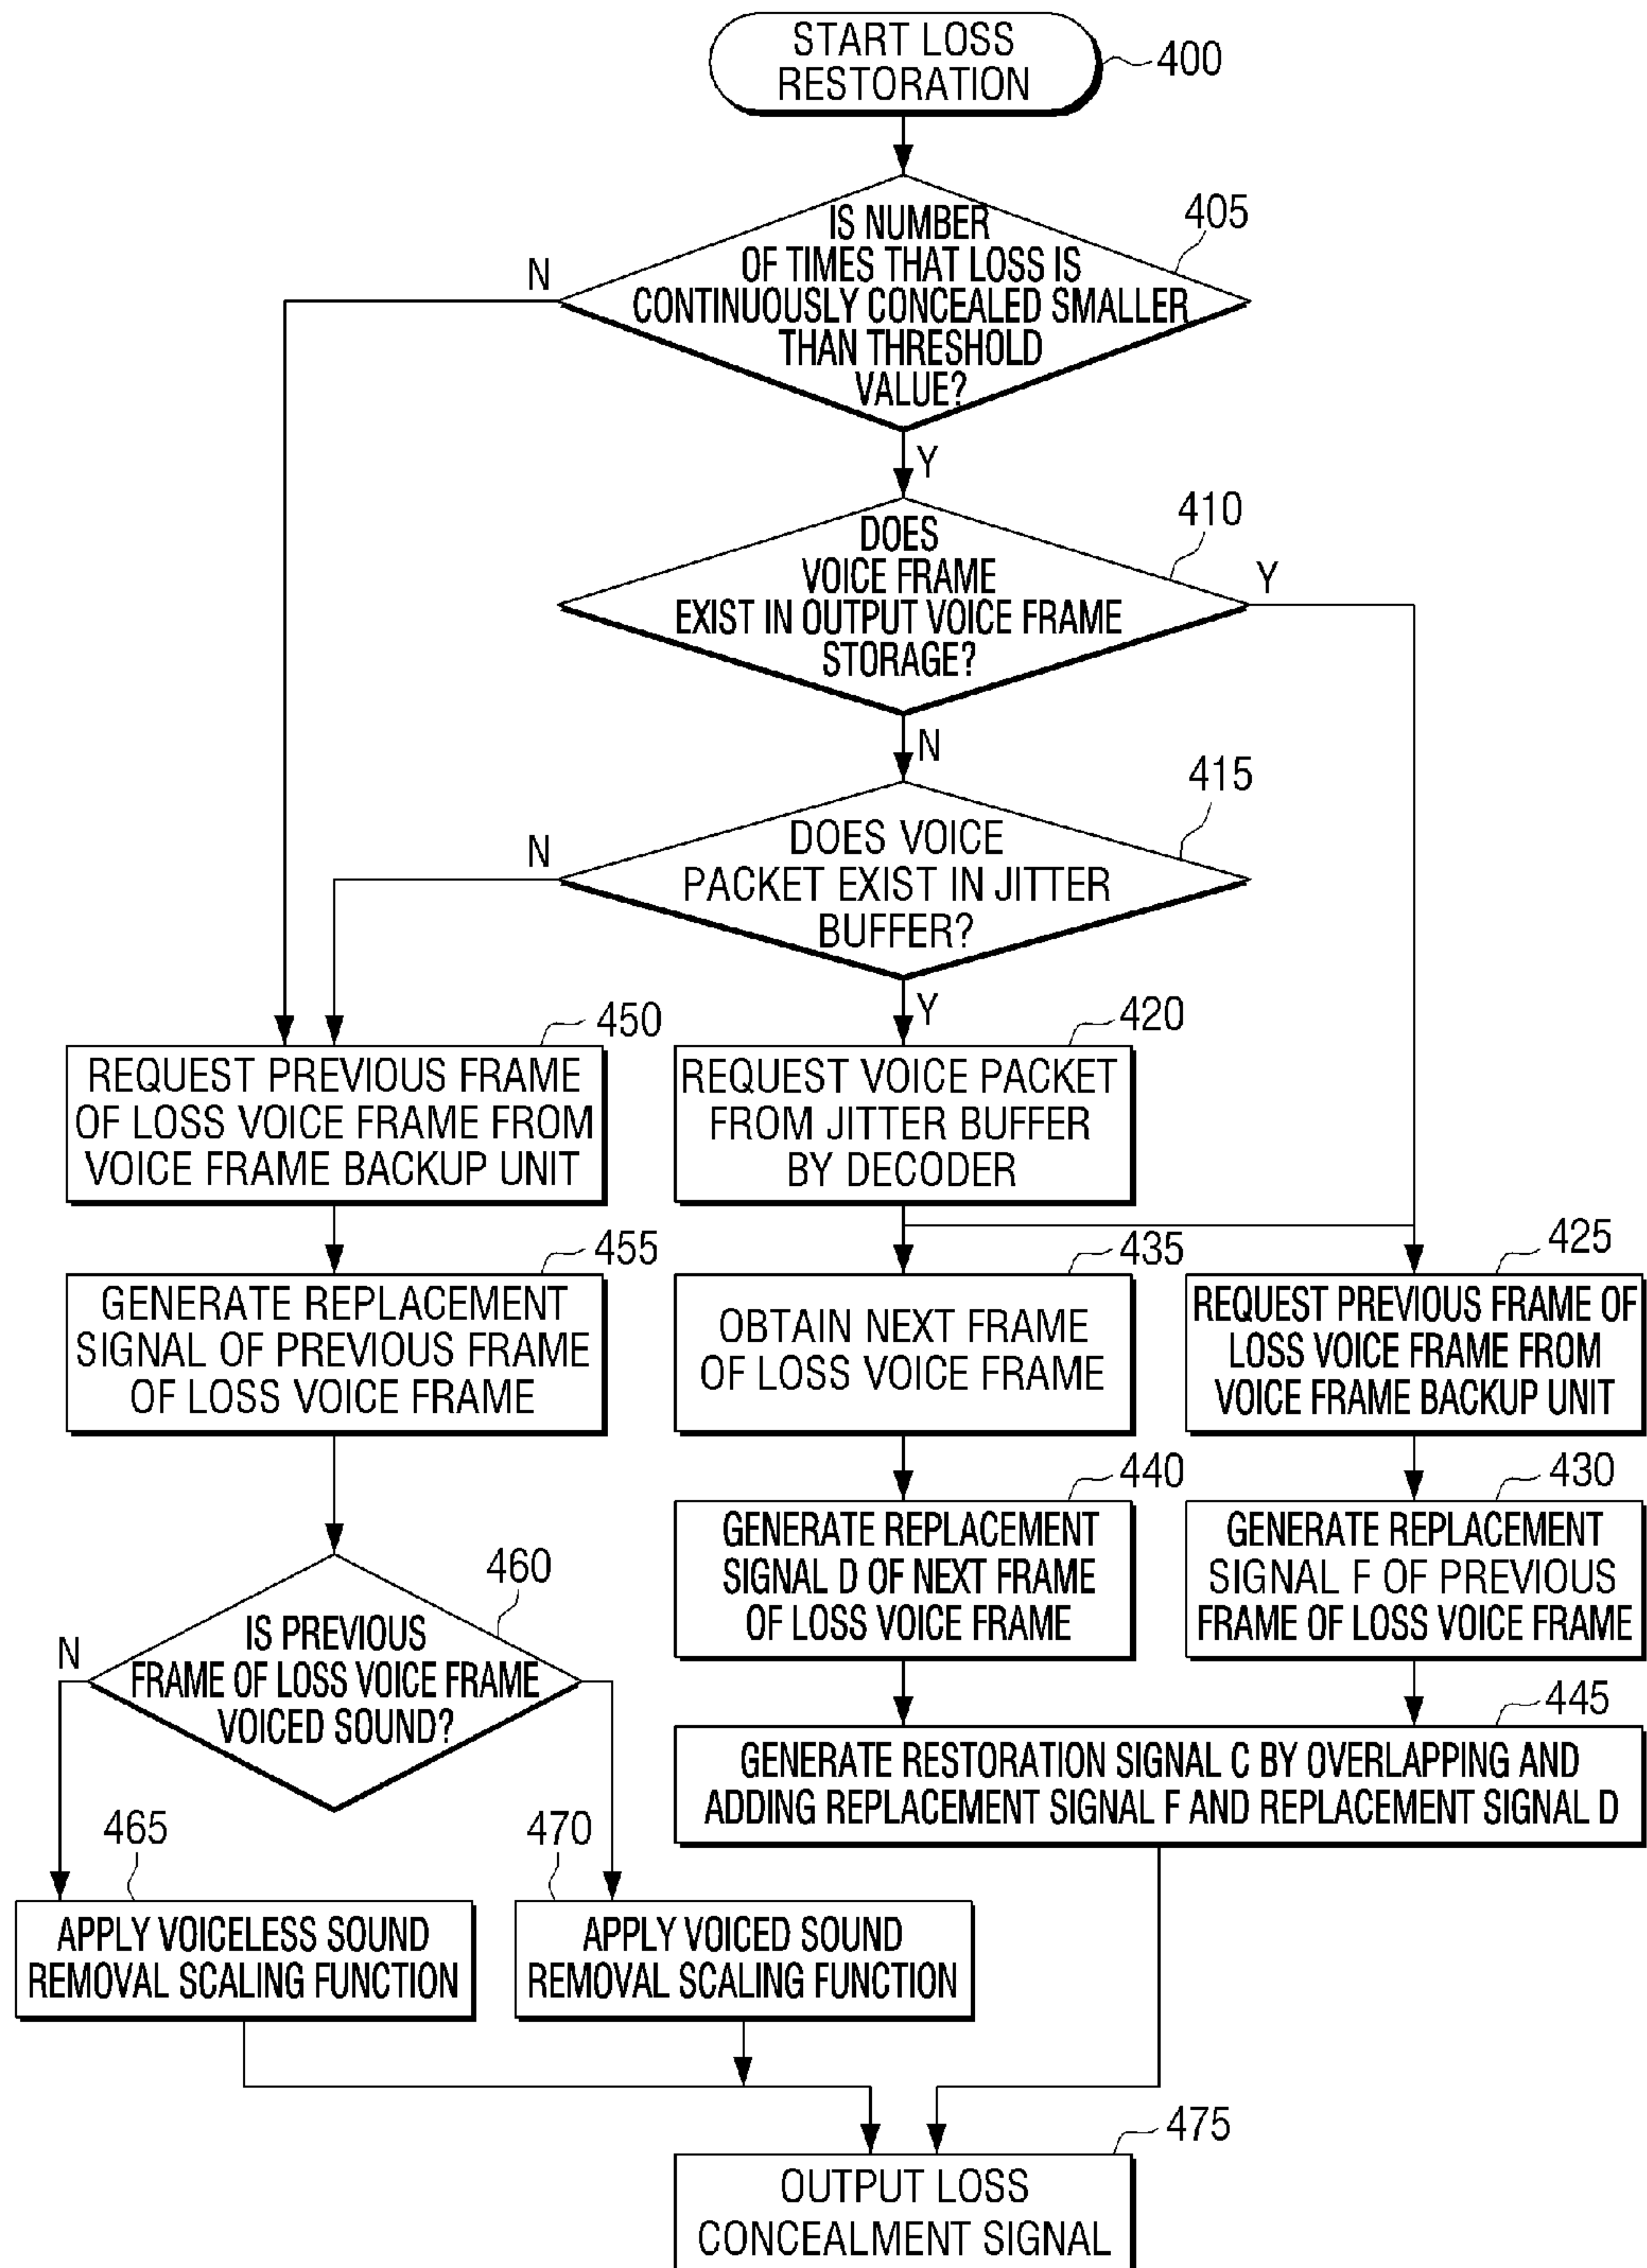 START LOSS
RESTORATION
400
IS NUMBER
OF TIMES THAT LOSS IS
CONTINUOUSLY CONCEALED SMALLER
THAN THRESHOLD
VALUE?
405
N
Y
DOES
VOICE FRAME
EXIST IN OUTPUT VOICE FRAME
STORAGE?
410
Y
N
DOES VOICE
PACKET EXIST IN JITTER
BUFFER?
415
N
Y
450
REQUEST PREVIOUS FRAME
OF LOSS VOICE FRAME FROM
VOICE FRAME BACKUP UNIT
420
REQUEST VOICE PACKET
FROM JITTER BUFFER
BY DECODER
455
GENERATE REPLACEMENT
SIGNAL OF PREVIOUS FRAME
OF LOSS VOICE FRAME
435
OBTAIN NEXT FRAME
OF LOSS VOICE FRAME
425
REQUEST PREVIOUS FRAME OF
LOSS VOICE FRAME FROM
VOICE FRAME BACKUP UNIT
440
GENERATE REPLACEMENT
SIGNAL D OF NEXT FRAME
OF LOSS VOICE FRAME
430
GENERATE REPLACEMENT
SIGNAL F OF PREVIOUS
FRAME OF LOSS VOICE FRAME
460
IS PREVIOUS
FRAME OF LOSS VOICE FRAME
VOICED SOUND?
N
445
GENERATE RESTORATION SIGNAL C BY OVERLAPPING AND
ADDING REPLACEMENT SIGNAL F AND REPLACEMENT SIGNAL D
465
APPLY VOICELESS SOUND
REMOVAL SCALING FUNCTION
470
APPLY VOICED SOUND
REMOVAL SCALING FUNCTION
475
OUTPUT LOSS
CONCEALMENT SIGNAL